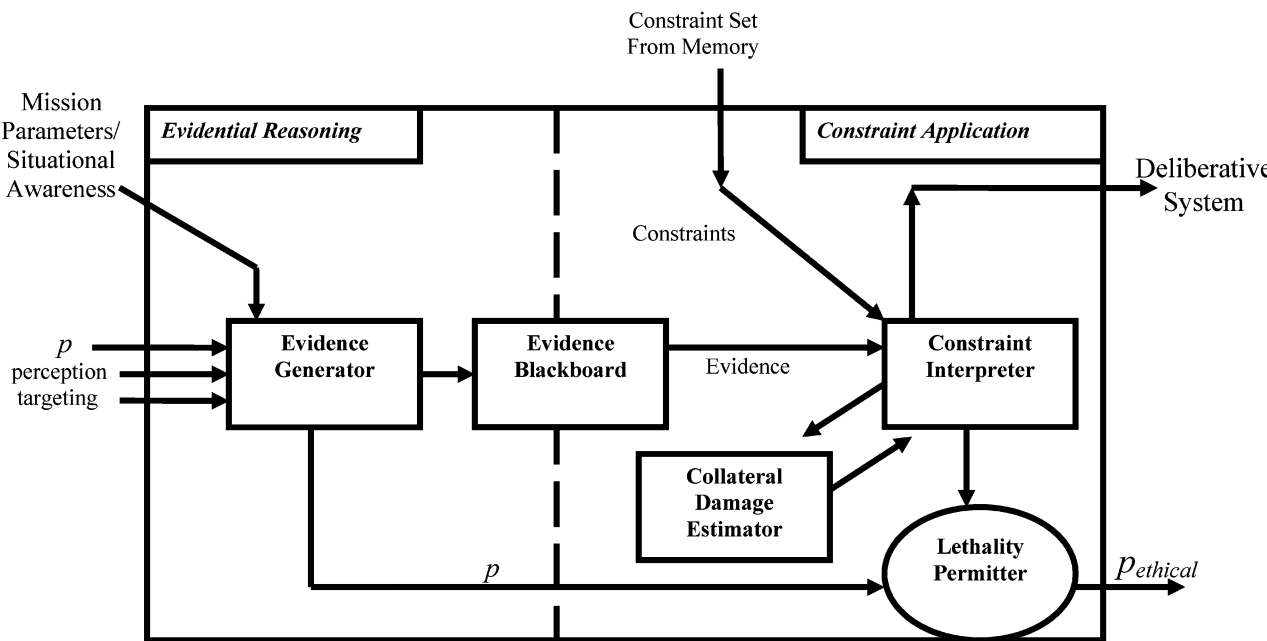 Constraint Set
From Memory
Mission
Parameters/
Situational
Awareness
Evidential Reasoning
Constraint Application
Deliberative
System
Constraints
p
perception
targeting
Evidence
Generator
Evidence
Blackboard
Evidence
Constraint
Interpreter
Collateral
Damage
Estimator
Lethality
Permitter
p
pethical